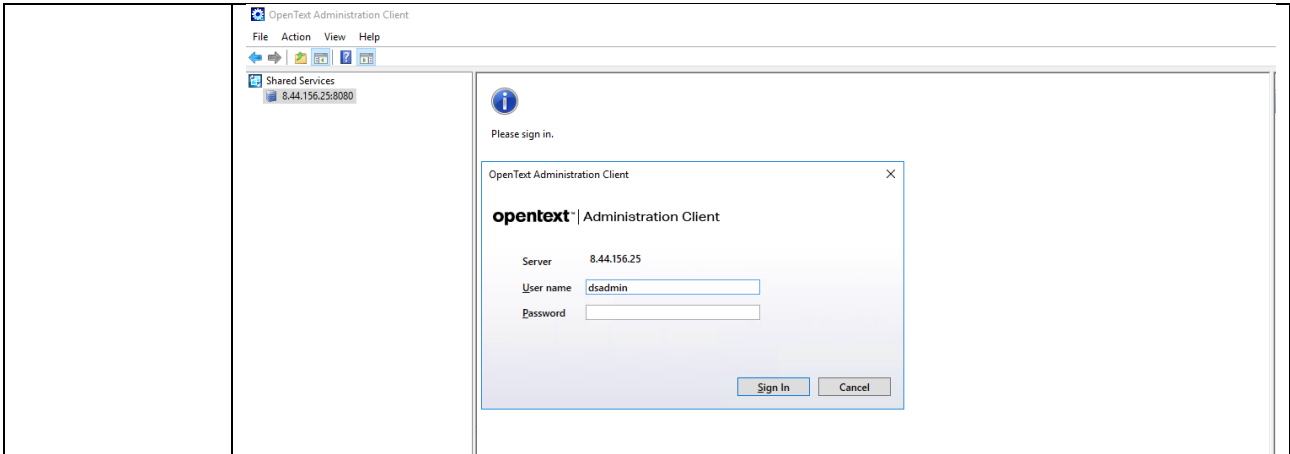 OpenText Administration Client
File Action View Help
Shared Services
8.44.156.25:8080
Please sign in.
OpenText Administration Client
opentext™ | Administration Client
Server 8.44.156.25
User name dsadmin
Password
Sign In Cancel